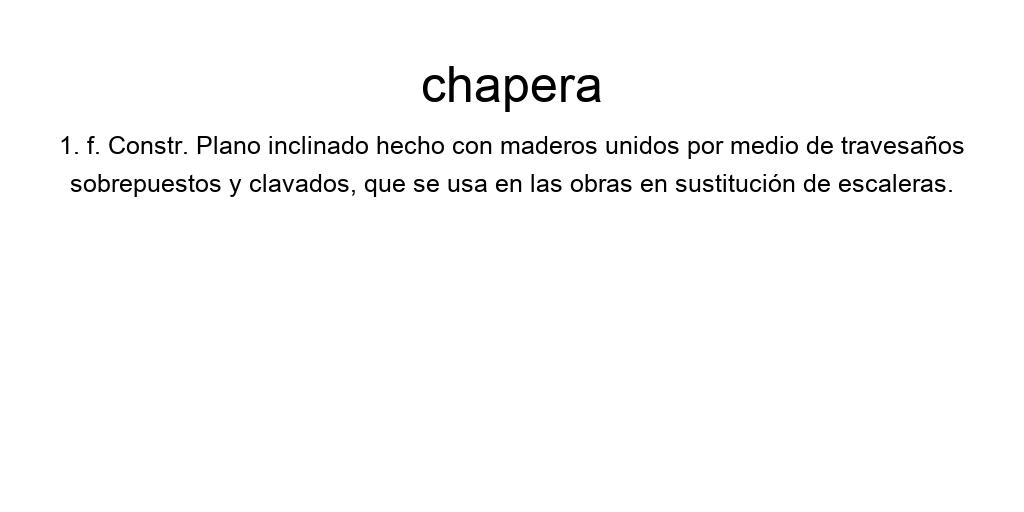 chapera
1. f. Constr. Plano inclinado hecho con maderos unidos por medio de travesaños
sobrepuestos y clavados, que se usa en las obras en sustitución de escaleras.